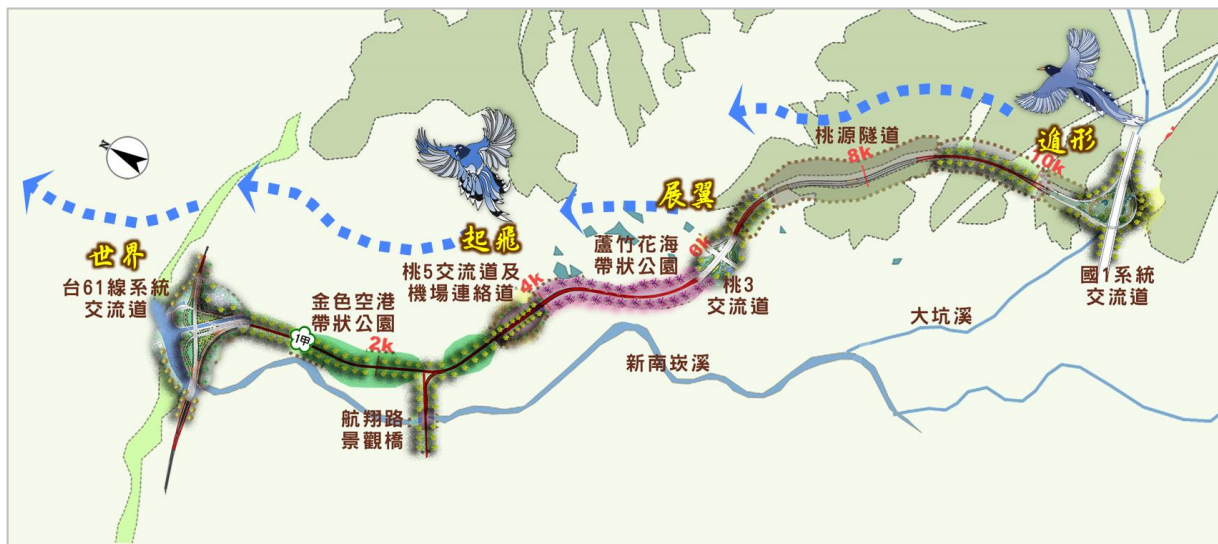 N
世界
台61線系統
交流道
金色空港
帶狀公園
1甲
2k
航翔路
景觀橋
起飛
桃5交流道及
機場連絡道
4k
蘆竹花海
帶狀公園
新南崁溪
展翼
6k
桃3
交流道
桃源隧道
8k
大坑溪
遁形
10k
國1系統
交流道